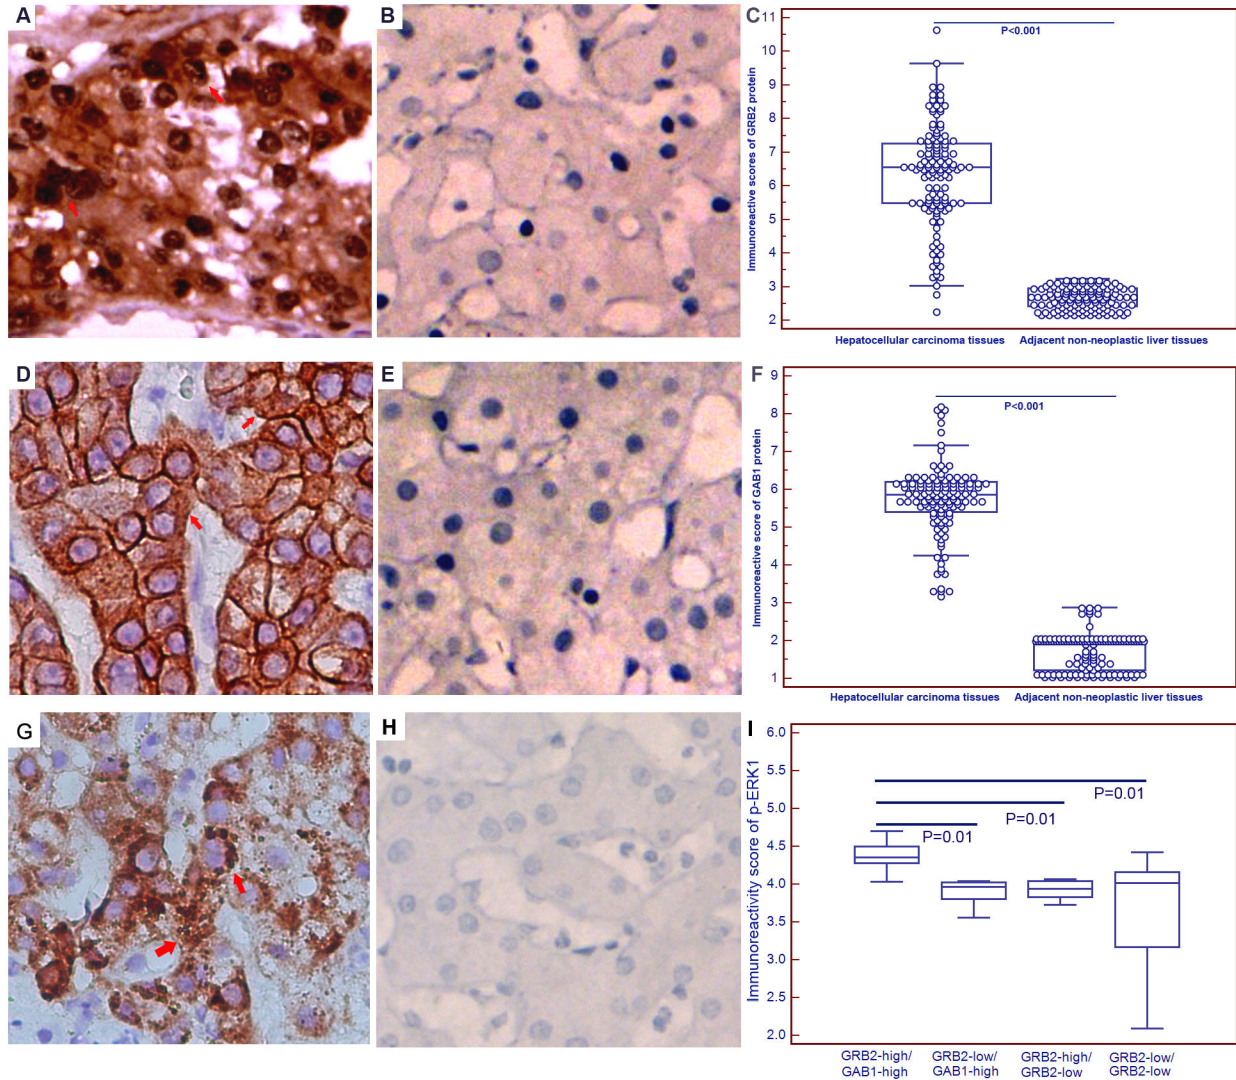 A
B
C
P<0.001
Immunoreactive scores of GRB2 protein
11
10
9
8
7
6
5
4
3
2
Hepatocellular carcinoma tissues
Adjacent non-neoplastic liver tissues
D
E
F
P<0.001
Immunoreactive score of GAB1 protein
9
8
7
6
5
4
3
2
1
Hepatocellular carcinoma tissues
Adjacent non-neoplastic liver tissues
G
H
I
Immunoreactivity score of p-ERK1
6.0
5.5
5.0
4.5
4.0
3.5
3.0
2.5
2.0
P=0.01
P=0.01
P=0.01
GRB2-high/
GAB1-high
GRB2-low/
GAB1-high
GRB2-high/
GRB2-low
GRB2-low/
GRB2-low